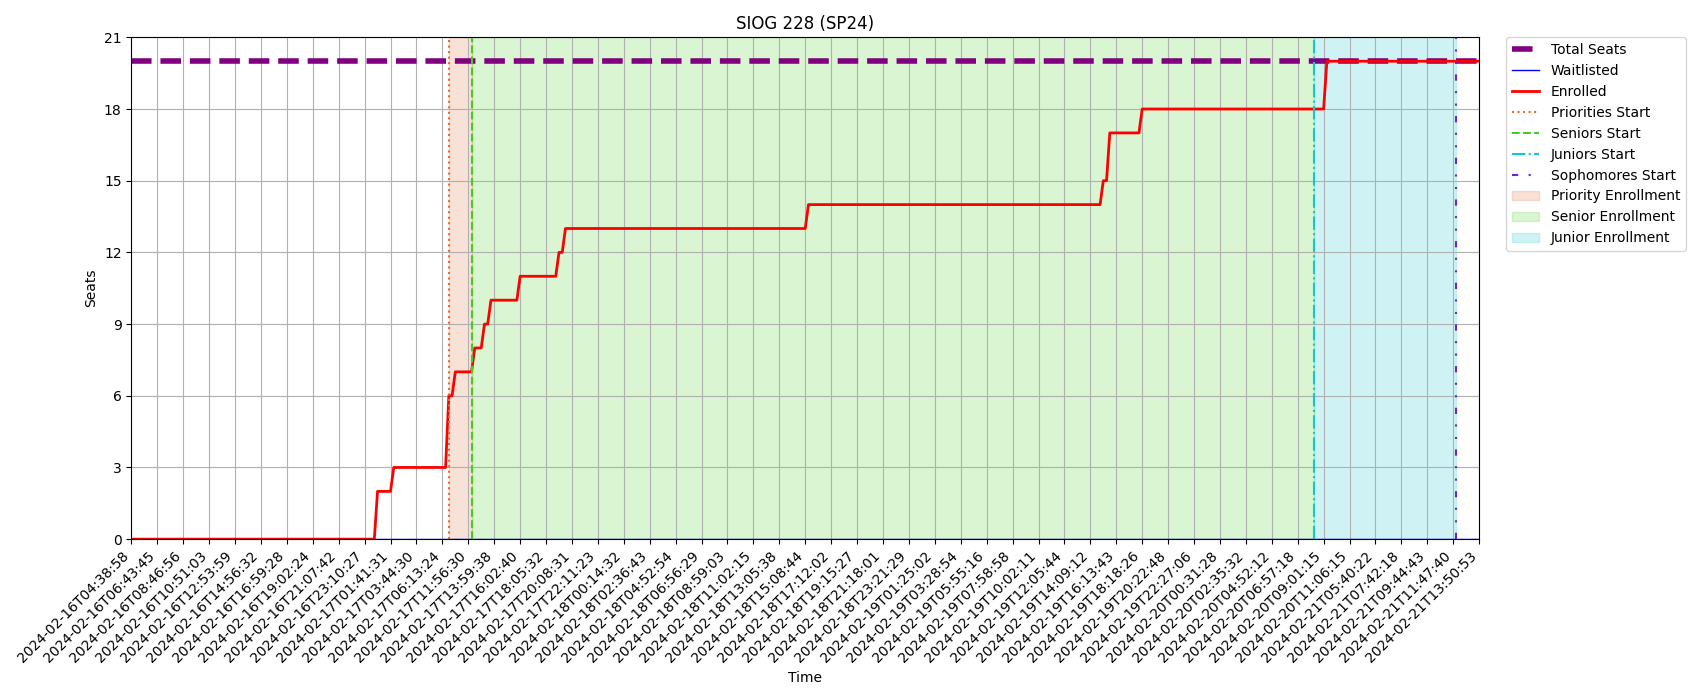 SIOG 228 (SP24)
21
18
15
12
9
6
3
0
Seats
2024-02-16T04:38:58
2024-02-16T06:43:45
2024-02-16T08:46:56
2024-02-16T10:51:03
2024-02-16T12:53:59
2024-02-16T14:56:32
2024-02-16T16:59:28
2024-02-16T19:02:24
2024-02-16T21:07:42
2024-02-16T23:10:27
2024-02-17T01:41:31
2024-02-17T03:44:30
2024-02-17T10:13:24
2024-02-17T11:56:30
2024-02-17T13:59:38
2024-02-17T16:02:40
2024-02-17T18:05:32
2024-02-17T20:08:31
2024-02-17T22:11:23
2024-02-18T00:14:32
2024-02-18T02:36:43
2024-02-18T04:52:54
2024-02-18T06:56:29
2024-02-18T08:59:03
2024-02-18T11:02:15
2024-02-18T13:05:38
2024-02-18T15:08:44
2024-02-18T17:12:02
2024-02-18T19:15:27
2024-02-18T21:18:01
2024-02-18T23:21:29
2024-02-19T01:25:02
2024-02-19T03:28:54
2024-02-19T05:55:16
2024-02-19T07:58:58
2024-02-19T10:02:11
2024-02-19T12:05:44
2024-02-19T14:09:12
2024-02-19T16:13:43
2024-02-19T18:18:26
2024-02-19T20:22:48
2024-02-19T22:27:06
2024-02-20T00:31:28
2024-02-20T02:35:32
2024-02-20T04:52:12
2024-02-20T06:57:18
2024-02-20T09:01:15
2024-02-20T11:06:15
2024-02-21T05:40:22
2024-02-21T07:42:18
2024-02-21T09:44:43
2024-02-21T11:47:40
2024-02-21T13:50:53
Time
Total Seats
Waitlisted
Enrolled
Priorities Start
Seniors Start
Juniors Start
Sophomores Start
Priority Enrollment
Senior Enrollment
Junior Enrollment